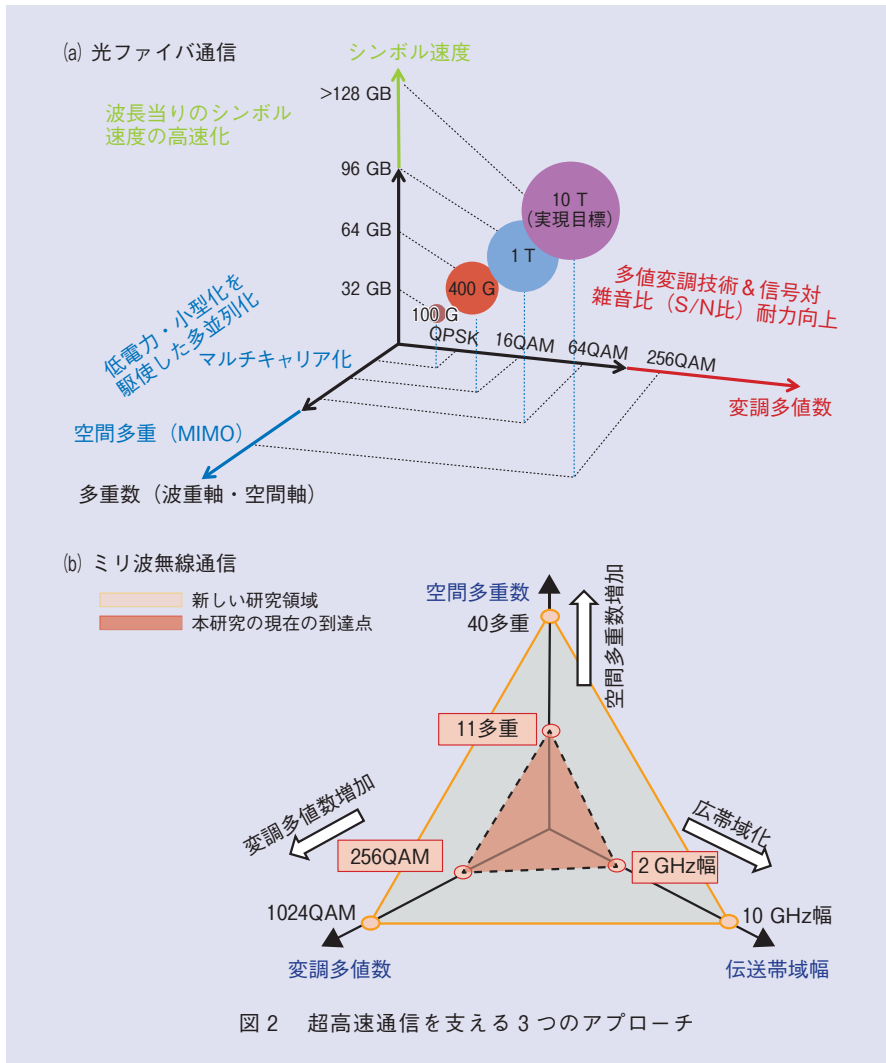 (a) 光ファイバ通信
シンボル速度
>128 GB
波長当りのシンボル
速度の高速化
96 GB
10 T
(実現目標)
64 GB
1 T
多値変調技術＆信号対
雑音比（S/N比）耐力向上
32 GB
400 G
100 G
低電力・小型化を
駆使した多並列化
マルチキャリア化
QPSK
16QAM
64QAM
256QAM
変調多値数
空間多重（MIMO）
多重数（波重軸・空間軸）
(b) ミリ波無線通信
新しい研究領域
本研究の現在の到達点
空間多重数
40多重
空間多重数増加
11多重
変調多値数増加
広帯域化
256QAM
2 GHz幅
1024QAM
10 GHz幅
変調多値数
伝送帯域幅
図2 超高速通信を支える3つのアプローチ